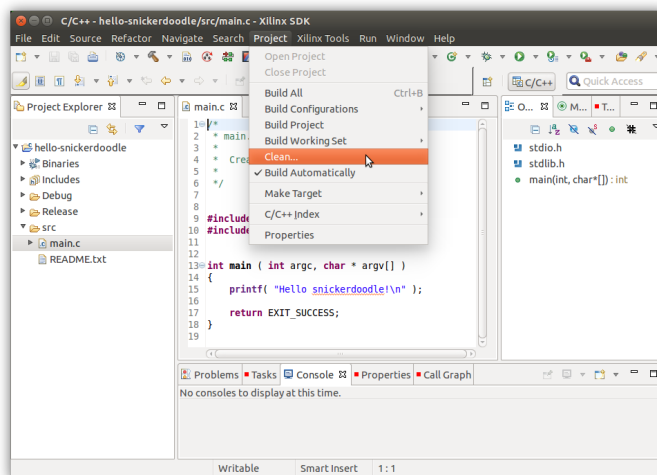 C/C++ - hello-snickerdoodle/src/main.c - Xilinx SDK
File Edit Source Refactor Navigate Search Project Xilinx Tools Run Window Help
Open Project
Close Project
Build All Ctrl+B
Build Configurations
Build Project
Build Working Set
Clean...
Build Automatically
Make Target
C/C++ Index
Properties
C/C++
Quick Access
Project Explorer
hello-snickerdoodle
Binaries
Includes
Debug
Release
src
main.c
README.txt
main.c
1 /*
2 * main.
3 *
4 * Crea
5 *
6 */
7
8
9 #include
10 #include
11
12
13 int main ( int argc, char * argv[] )
14 {
15 printf( "Hello snickerdoodle!\n" );
16
17 return EXIT_SUCCESS;
18 }
19
O... M... T...
stdio.h
stdlib.h
main(int, char*[]) : int
Problems Tasks Console Properties Call Graph
No consoles to display at this time.
Writable Smart Insert 1 : 1